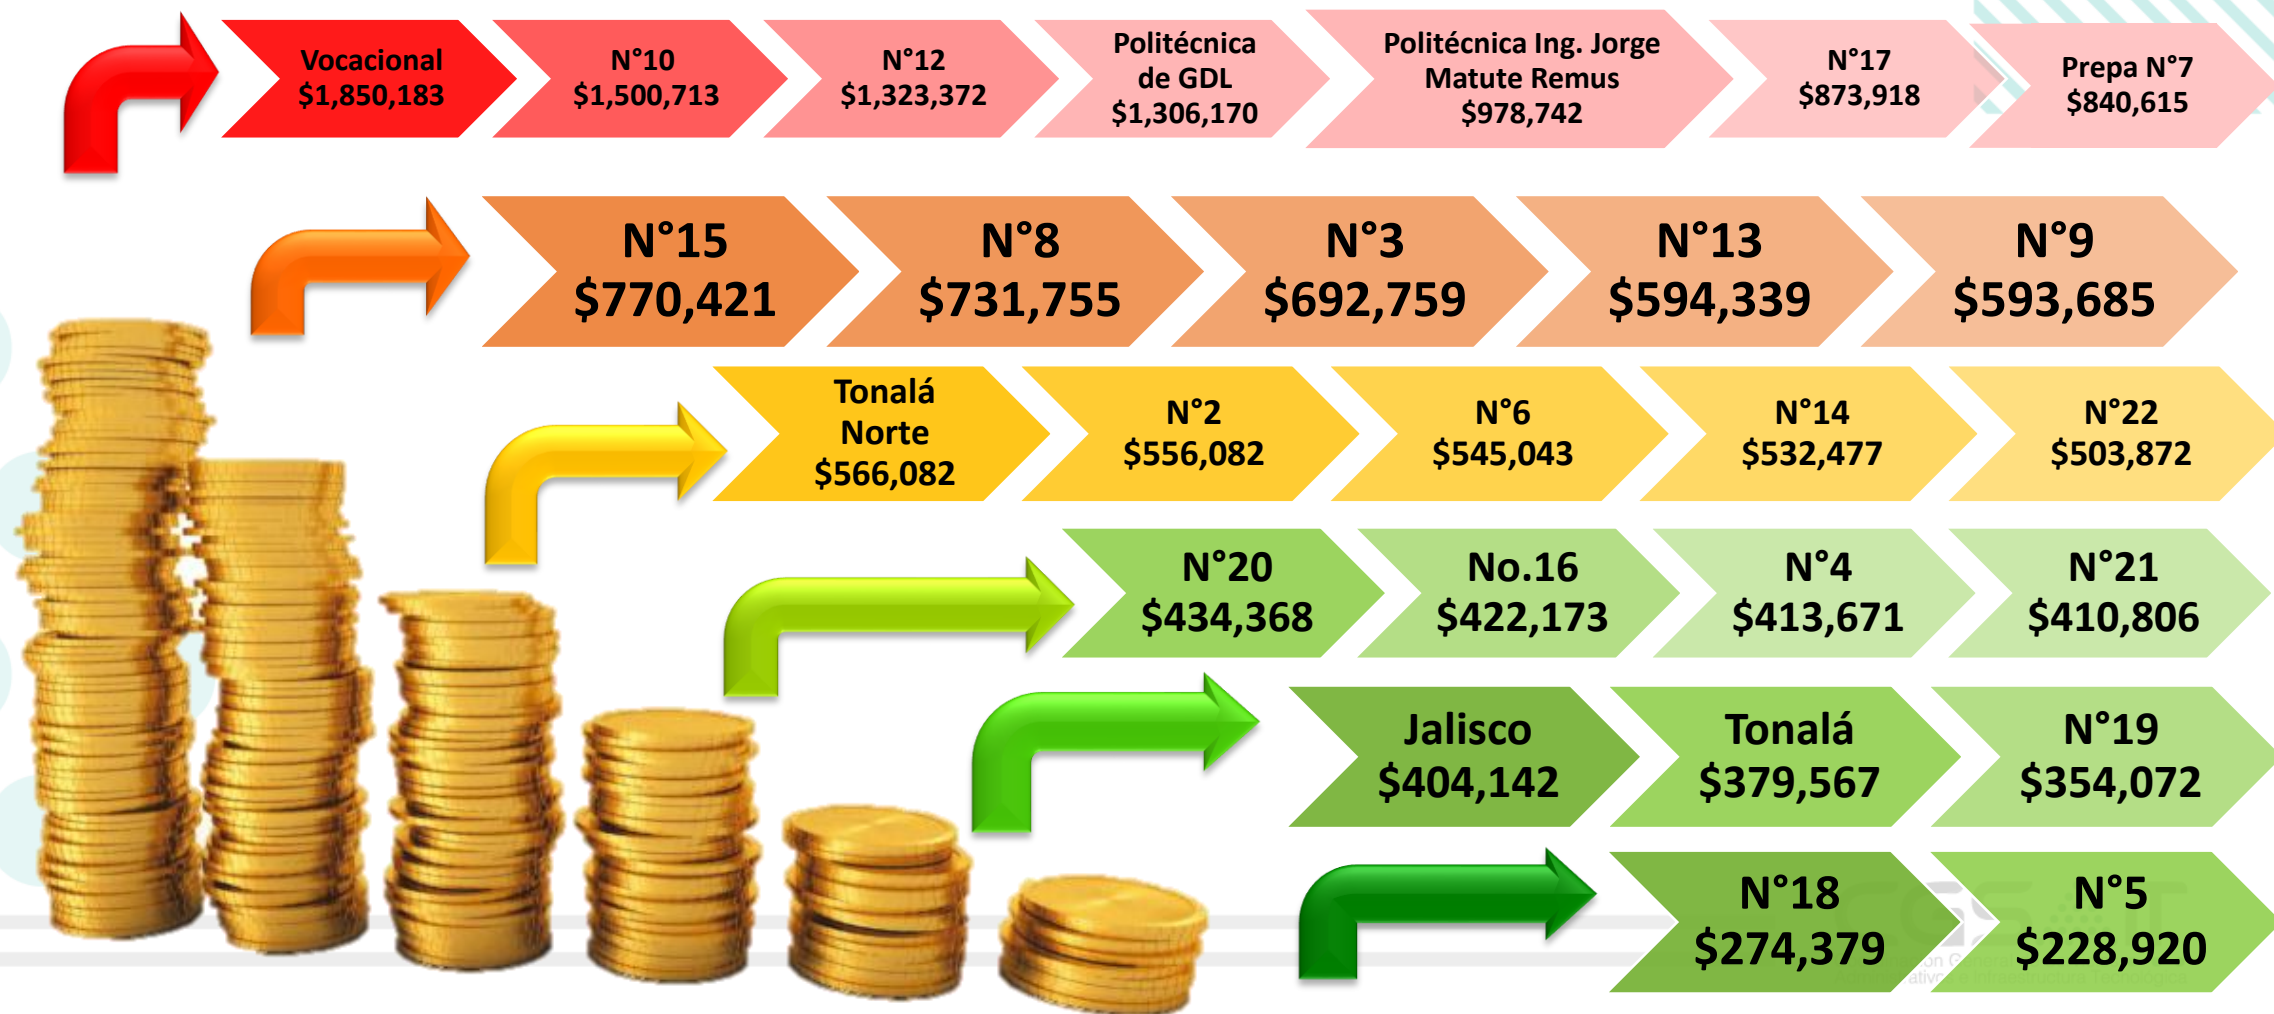 Vocacional
$1,850,183
N°10
$1,500,713
N°12
$1,323,372
Politécnica
de GDL
$1,306,170
Politécnica Ing. Jorge
Matute Remus
$978,742
N°17
$873,918
Prepa N°7
$840,615
N°15
$770,421
N°8
$731,755
N°3
$692,759
N°13
$594,339
N°9
$593,685
Tonalá
Norte
$566,082
N°2
$556,082
N°6
$545,043
N°14
$532,477
N°22
$503,872
N°20
$434,368
No.16
$422,173
N°4
$413,671
N°21
$410,806
Jalisco
$404,142
Tonalá
$379,567
N°19
$354,072
N°18
$274,379
N°5
$228,920